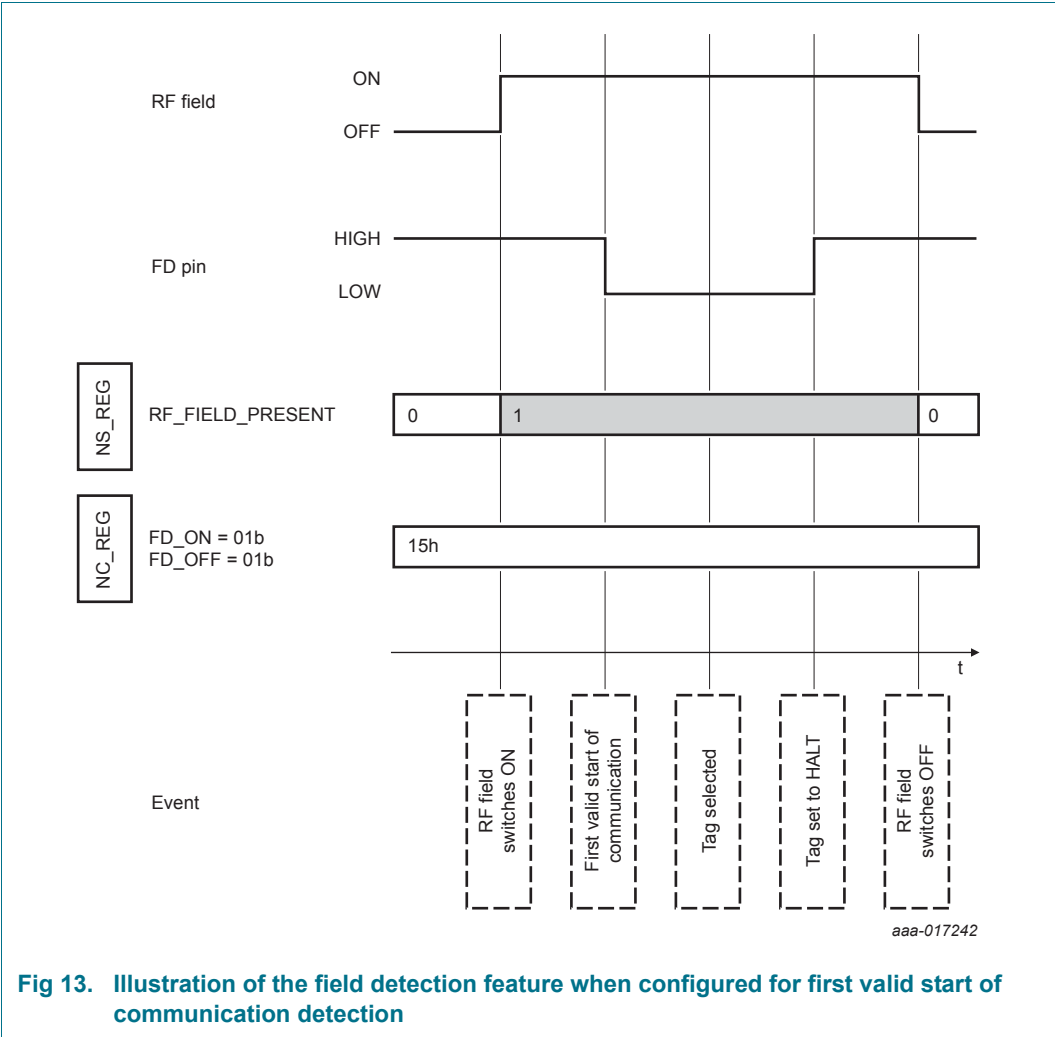 RF field
ON
OFF
FD pin
HIGH
LOW
NS_REG
RF_FIELD_PRESENT
0
1
0
NC_REG
FD_ON = 01b
FD_OFF = 01b
15h
t
Event
RF field
switches ON
First valid start of
communication
Tag selected
Tag set to HALT
RF field
switches OFF
aaa-017242
Fig 13. Illustration of the field detection feature when configured for first valid start of
communication detection